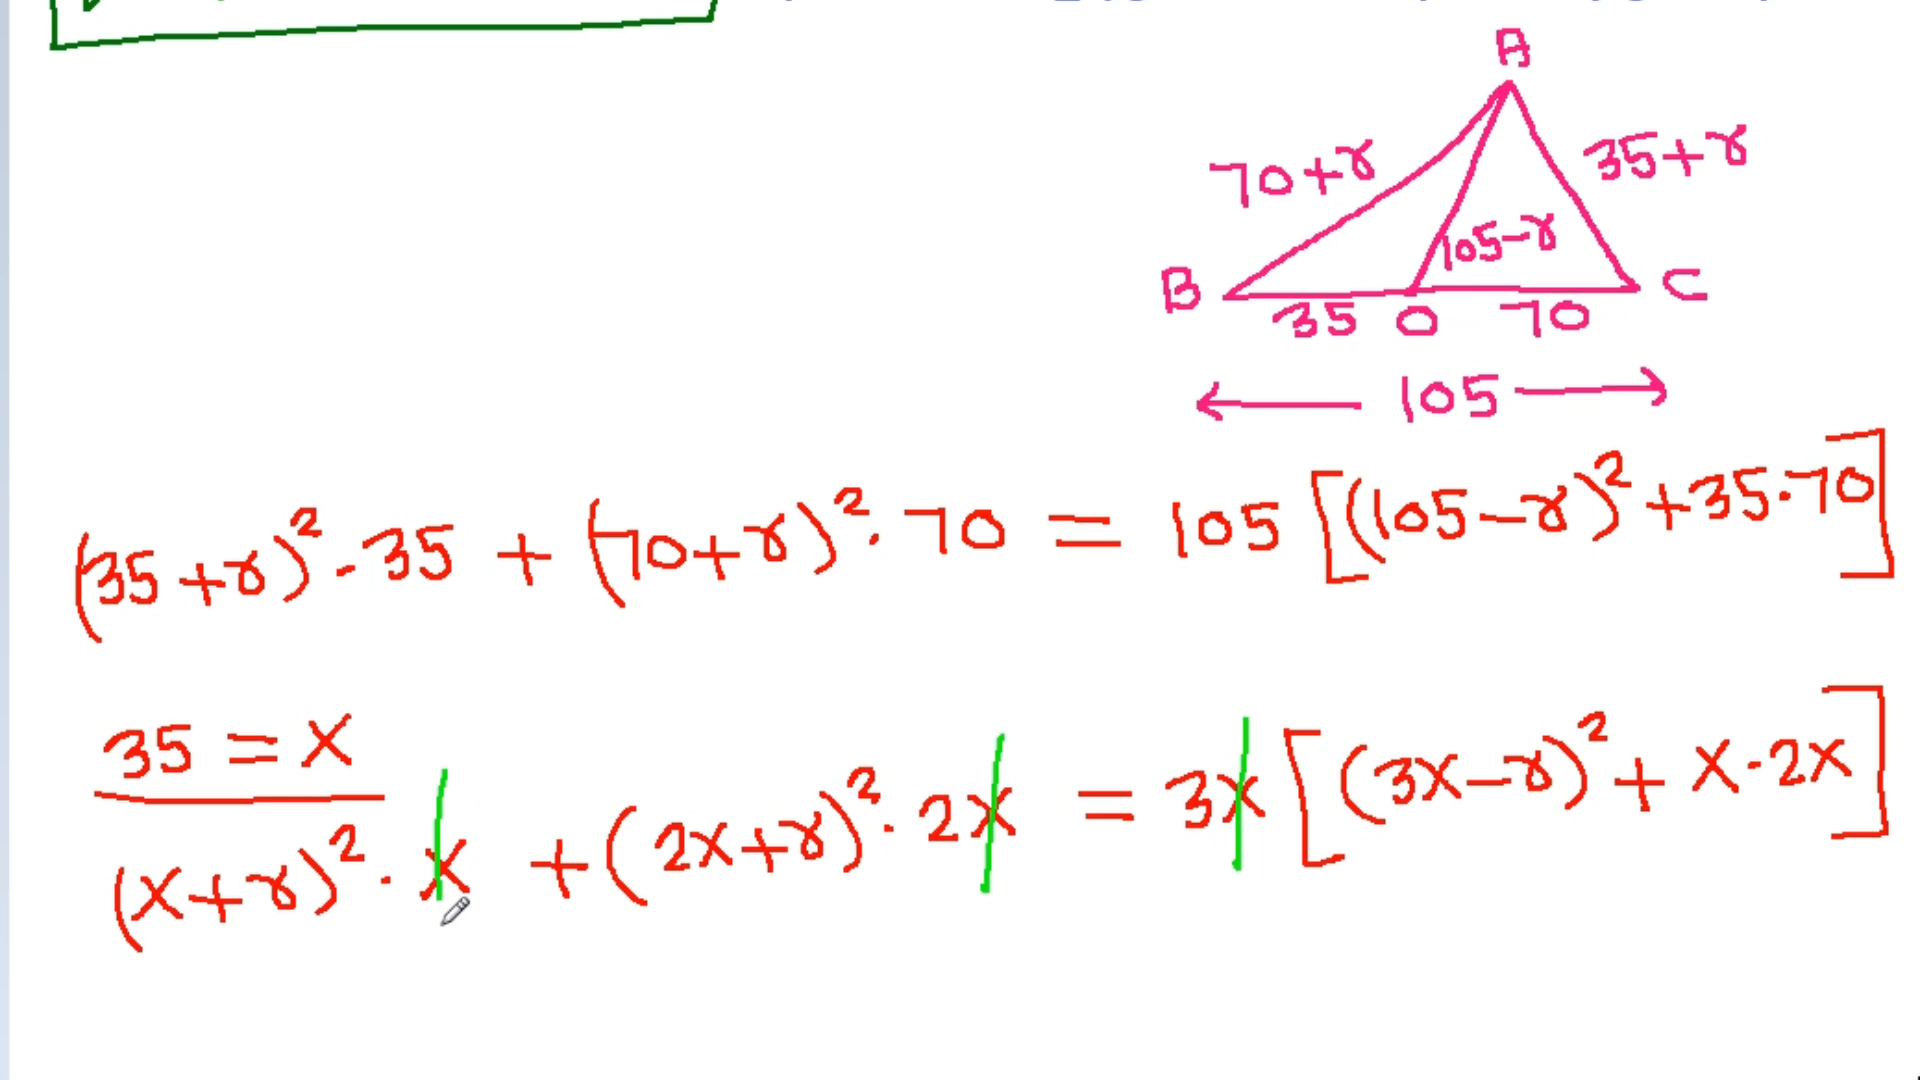 A
70+r
35+r
105-r
B
C
35 O 70
105
(35+r)² · 35 + (70+r)² · 70 = 105 [(105-r)² + 35·70]
35 = x
(x+r)² · x + (2x+r)² · 2x = 3x [(3x-r)² + x·2x]